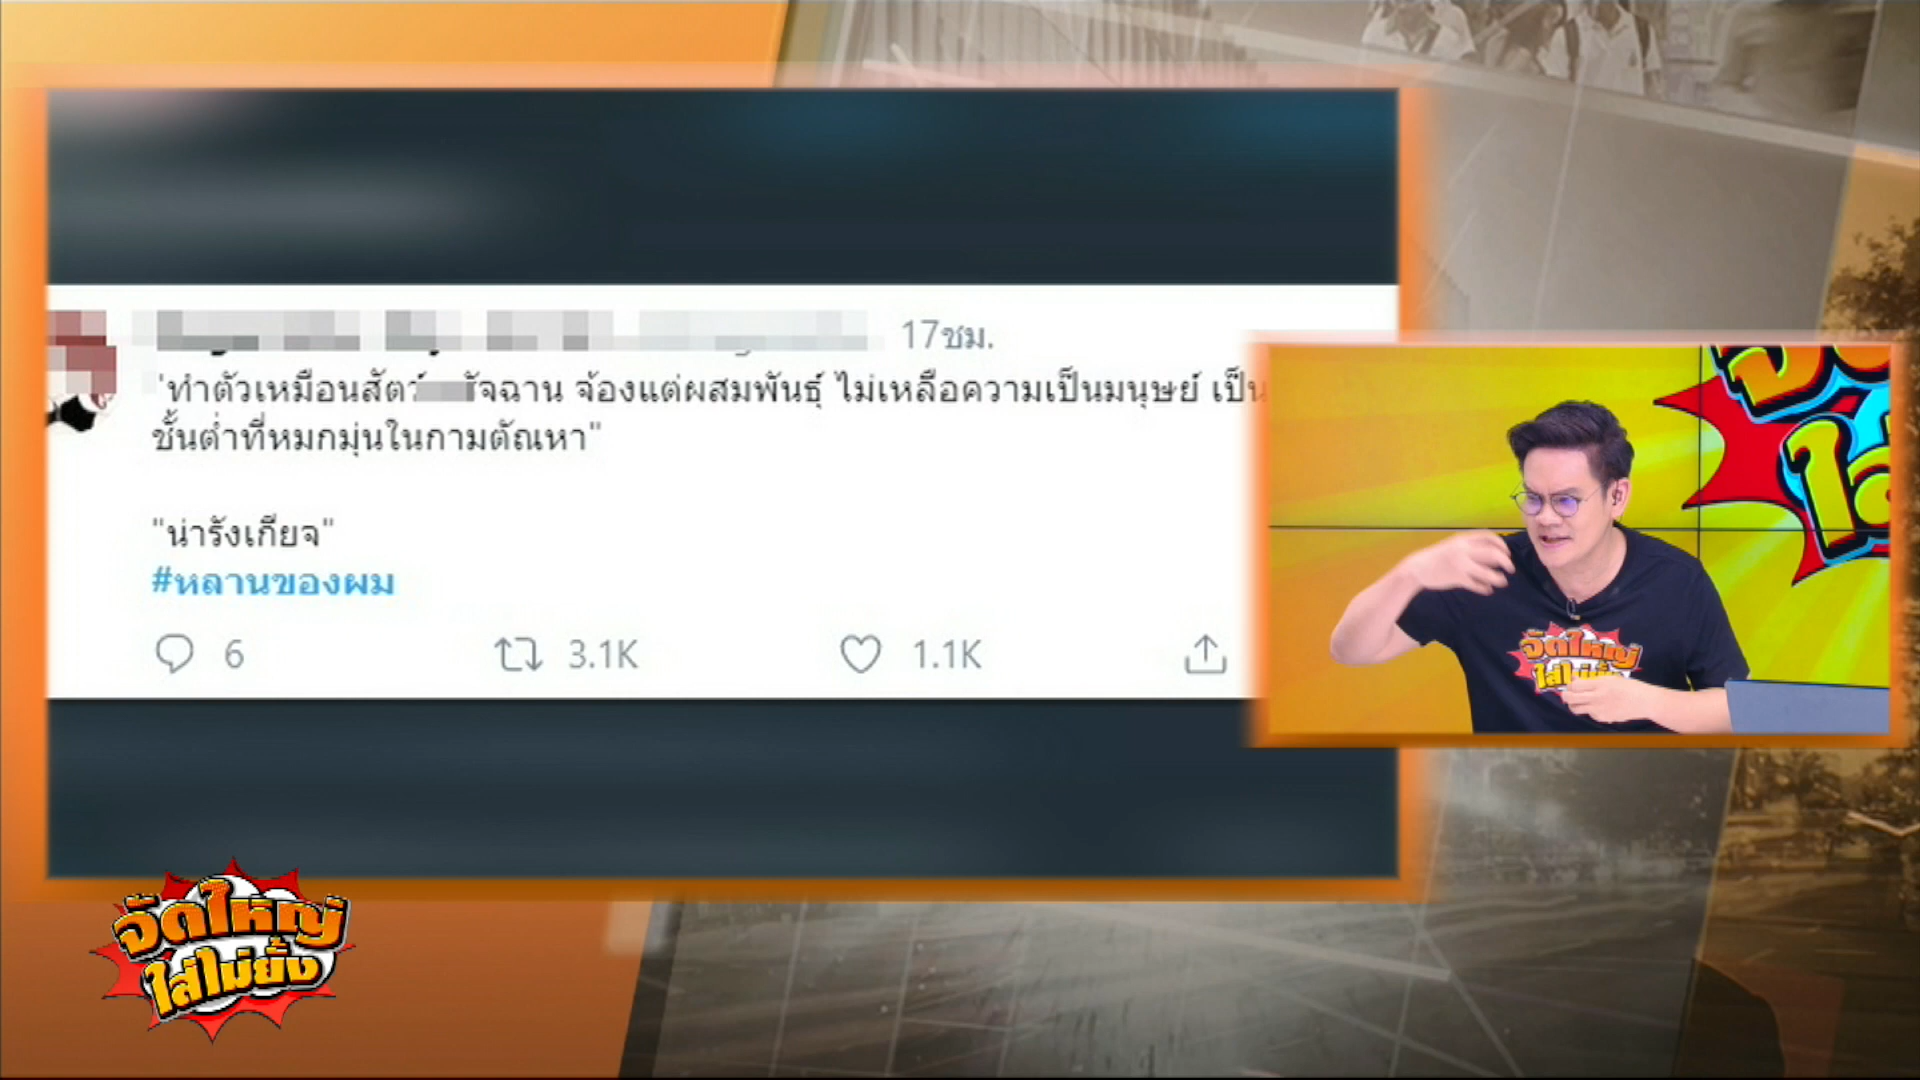 17ชม.
"ทำตัวเหมือนสัตว์ รัจฉาน จ้องแต่ผสมพันธุ์ ไม่เหลือความเป็นมนุษย์ เป็น
ชั้นต่ำที่หมกมุ่นในกามตัณหา"
"น่ารังเกียจ"
#หลานของผม
6 3.1K 1.1K
จัดใหญ่
ใส่ไม่ยั้ง
จัดใหญ่
ใส่ไม่ยั้ง